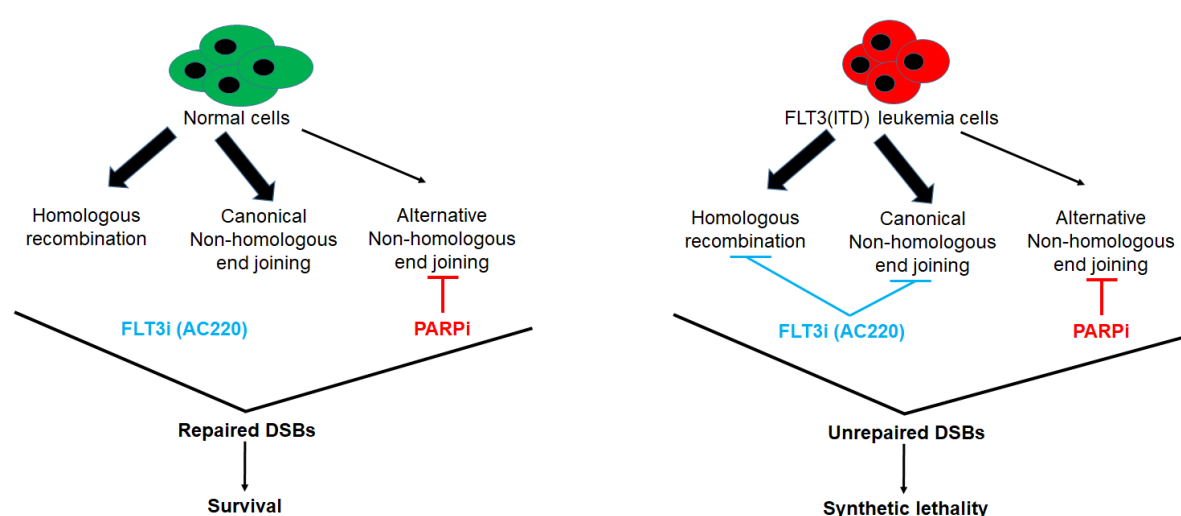 Normal cells
Homologous
recombination
Canonical
Non-homologous
end joining
Alternative
Non-homologous
end joining
FLT3i (AC220)
PARPi
Repaired DSBs
Survival
FLT3(ITD) leukemia cells
Homologous
recombination
Canonical
Non-homologous
end joining
Alternative
Non-homologous
end joining
FLT3i (AC220)
PARPi
Unrepaired DSBs
Synthetic lethality